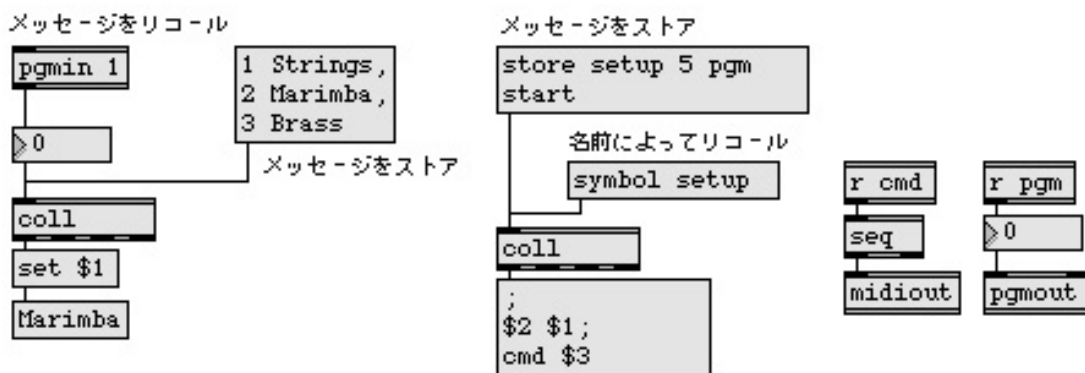 メッセージをリコール
pgmin 1
0
1 Strings,
2 Marimba,
3 Brass
メッセージをストア
coll
set $1
Marimba
メッセージをストア
store setup 5 pgm
start
名前によってリコール
symbol setup
coll
;
$2 $1;
cmd $3
r cmd
seq
midiout
r pgm
0
pgmout